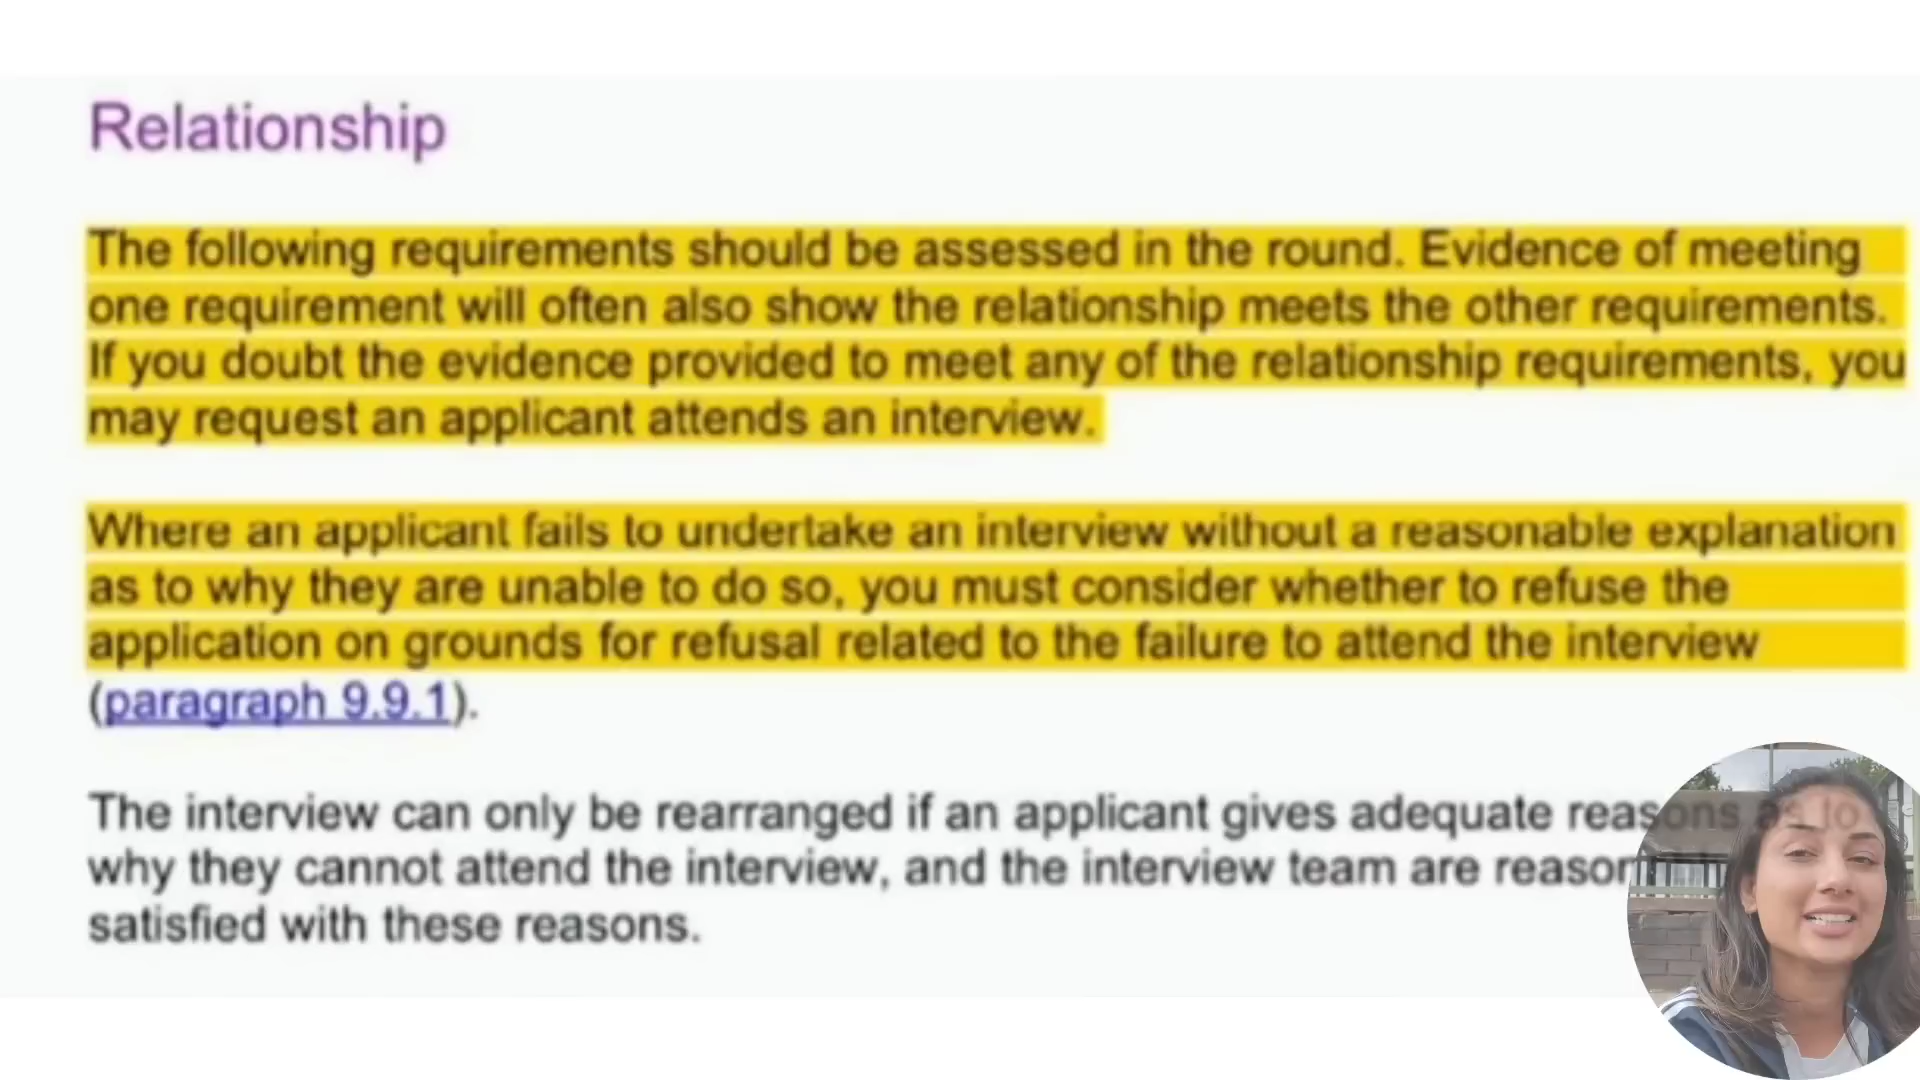 Relationship
The following requirements should be assessed in the round. Evidence of meeting
one requirement will often also show the relationship meets the other requirements.
If you doubt the evidence provided to meet any of the relationship requirements, you
may request an applicant attends an interview.
Where an applicant fails to undertake an interview without a reasonable explanation
as to why they are unable to do so, you must consider whether to refuse the
application on grounds for refusal related to the failure to attend the interview
(paragraph 9.9.1).
The interview can only be rearranged if an applicant gives adequate reasons as to
why they cannot attend the interview, and the interview team are
satisfied with these reasons.